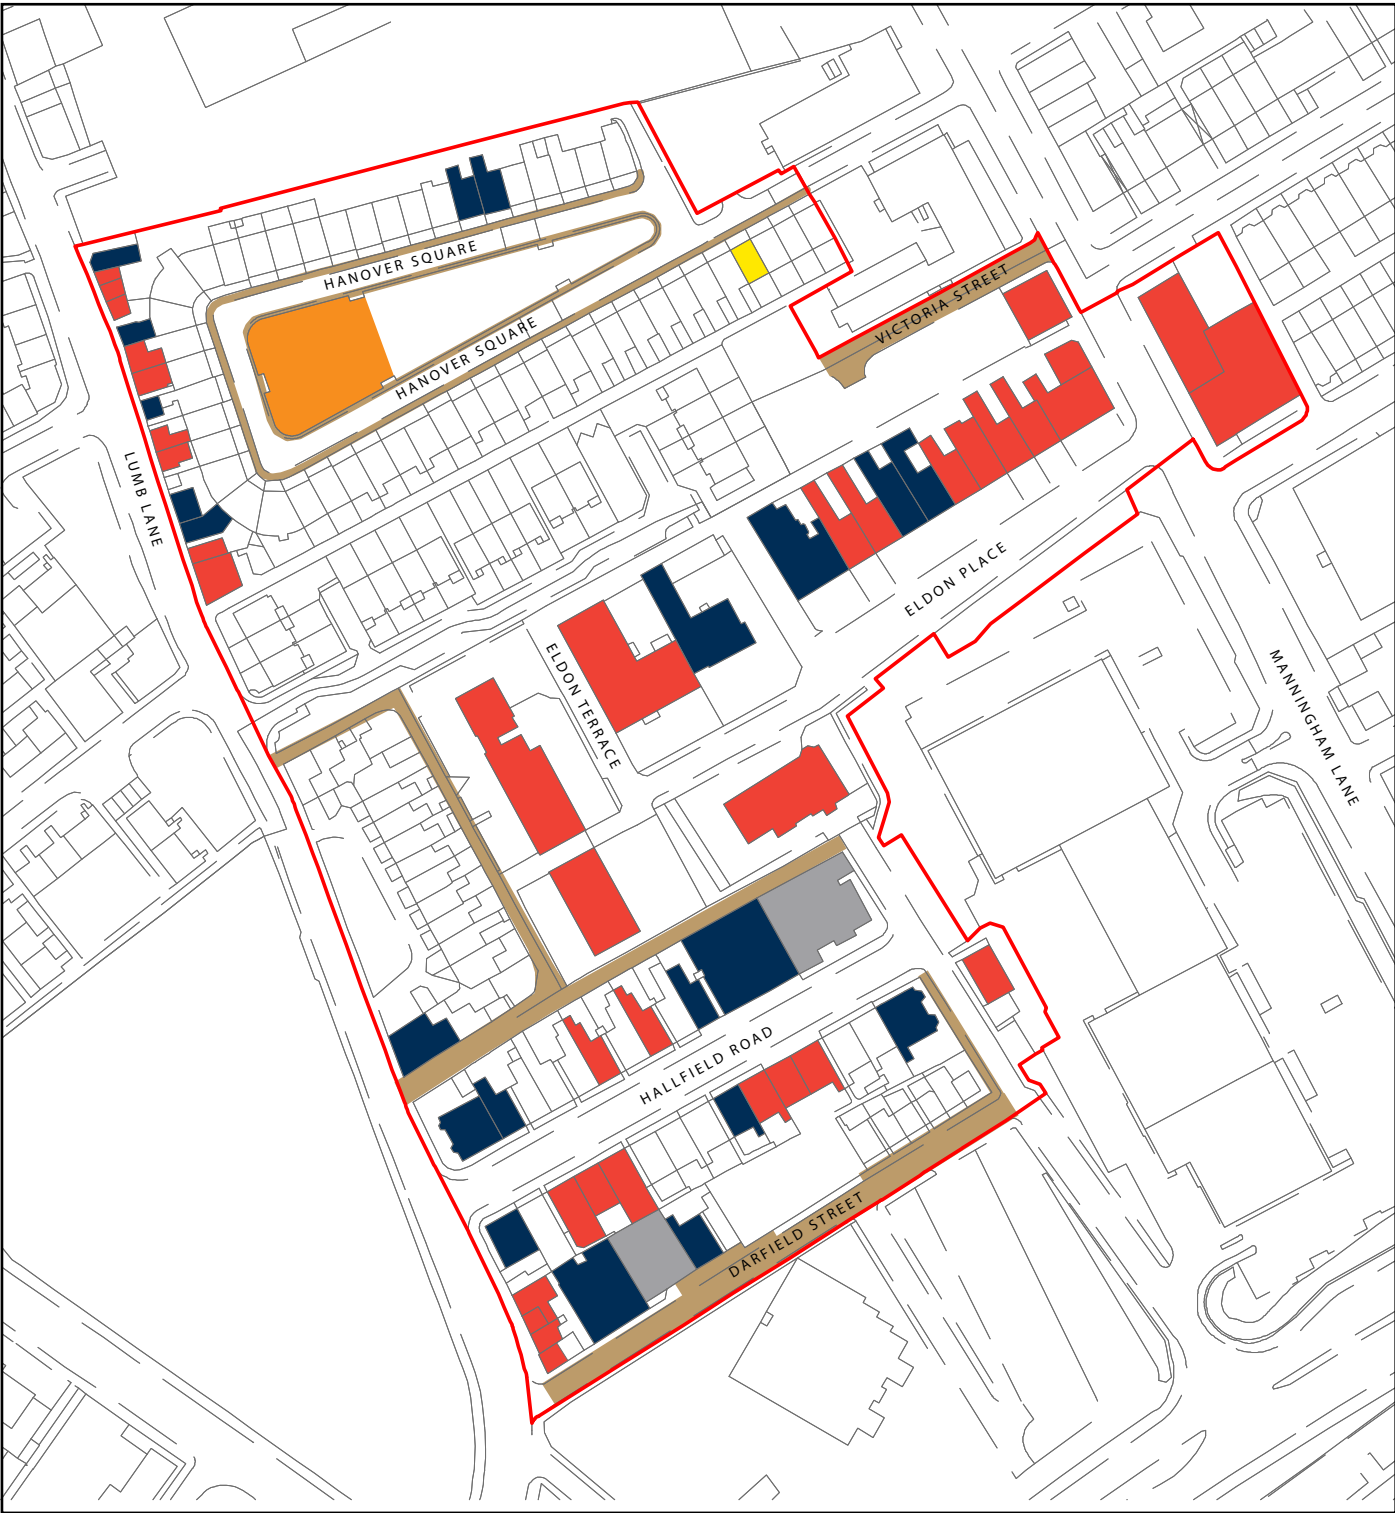 HANOVER SQUARE
VICTORIA STREET
HANOVER SQUARE
LUMB LANE
ELDON PLACE
ELDON TERRACE
MANNINGHAM LANE
HALLFIELD ROAD
DARFIELD STREET